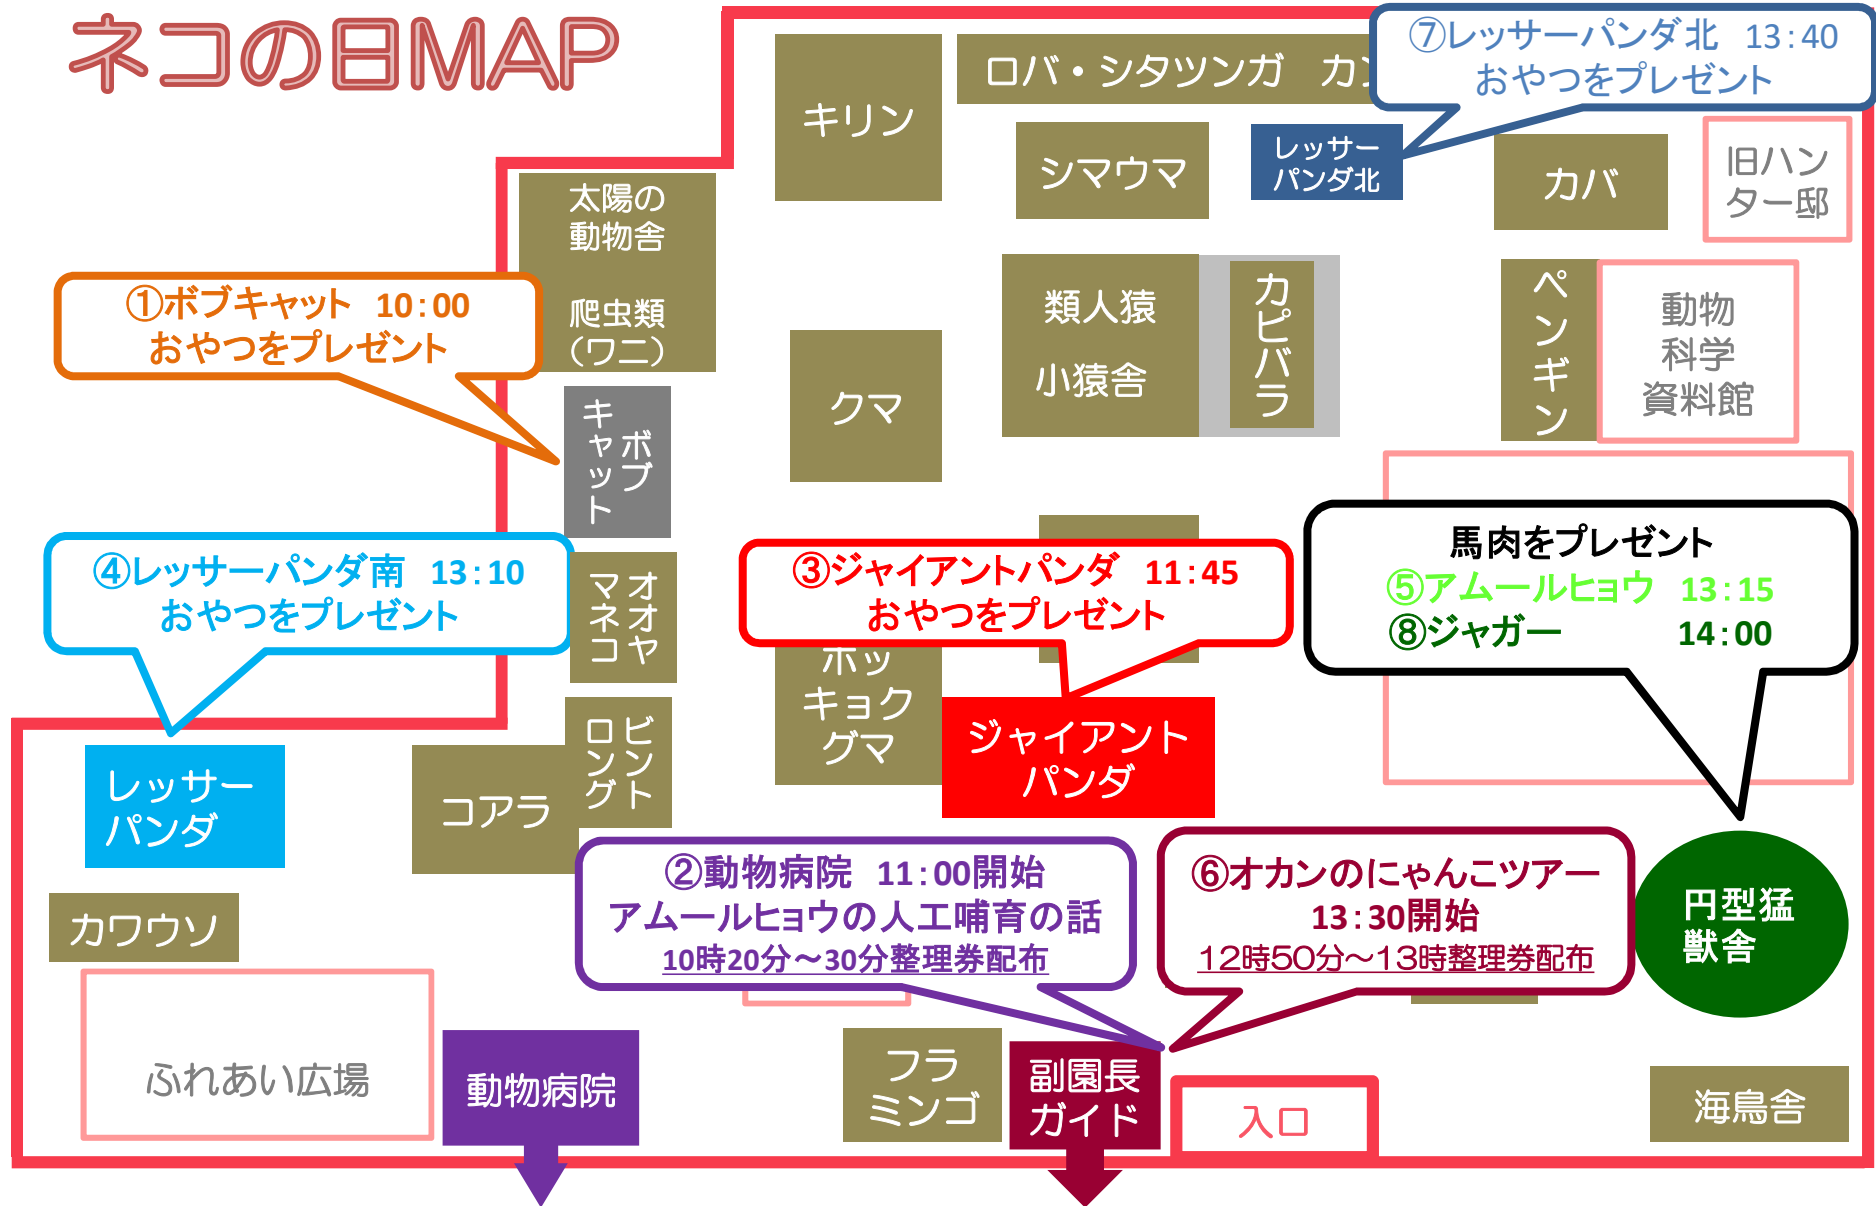 ネコの日MAP
⑦レッサーパンダ北 13:40
おやつをプレゼント
キリン
ロバ・シタツンガ
シマウマ
レッサー
パンダ北
カバ
旧ハン
ター邸
太陽の
動物舎
爬虫類
(ワニ)
①ボブキャット 10:00
おやつをプレゼント
類人猿
小猿舎
カピバラ
ペンギン
動物
科学
資料館
クマ
ボブ
キャット
④レッサーパンダ南 13:10
おやつをプレゼント
オオヤ
マネコ
③ジャイアントパンダ 11:45
おやつをプレゼント
馬肉をプレゼント
⑤アムールヒョウ 13:15
⑧ジャガー 14:00
ホッ
キョク
グマ
ジャイアント
パンダ
ビント
ロング
レッサー
パンダ
コアラ
②動物病院 11:00開始
アムールヒョウの人工哺育の話
10時20分～30分整理券配布
⑥オカンのにゃんこツアー
13:30開始
12時50分～13時整理券配布
円型猛
獣舎
カワウソ
ふれあい広場
動物病院
フラ
ミンゴ
副園長
ガイド
入口
海鳥舎